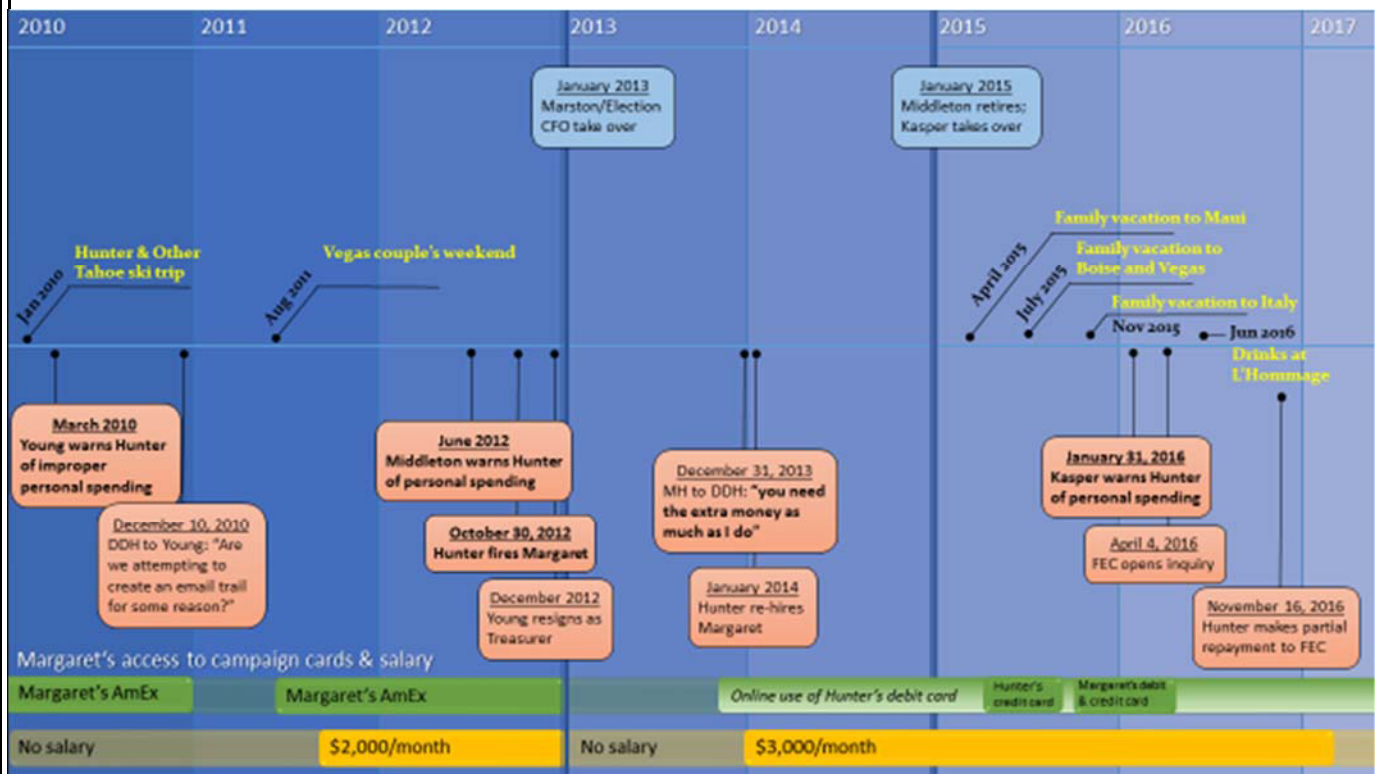 2010 2011 2012 2013 2014 2015 2016 2017
January 2013
Marston/Election
CFO take over
January 2015
Middleton retires;
Kasper takes over
Jan 2010
Hunter & Other
Tahoe ski trip
Aug 2011
Vegas couple's weekend
April 2015
Family vacation to Maui
July 2015
Family vacation to
Boise and Vegas
Family vacation to Italy
Nov 2015
Jun 2016
Drinks at
L'Hommage
March 2010
Young warns Hunter
of improper
personal spending
December 10, 2010
DDH to Young: "Are
we attempting to
create an email trail
for some reason?"
June 2012
Middleton warns Hunter
of personal spending
October 30, 2012
Hunter fires Margaret
December 2012
Young resigns as
Treasurer
December 31, 2013
MH to DDH: "you need
the extra money as
much as I do"
January 2014
Hunter re-hires
Margaret
January 31, 2016
Kasper warns Hunter
of personal spending
April 4, 2016
FEC opens inquiry
November 16, 2016
Hunter makes partial
repayment to FEC
Margaret's access to campaign cards & salary
Margaret's AmEx
Margaret's AmEx
Online use of Hunter's debit card
Hunter's
credit card
Margaret's debit
& credit card
No salary
$2,000/month
No salary
$3,000/month